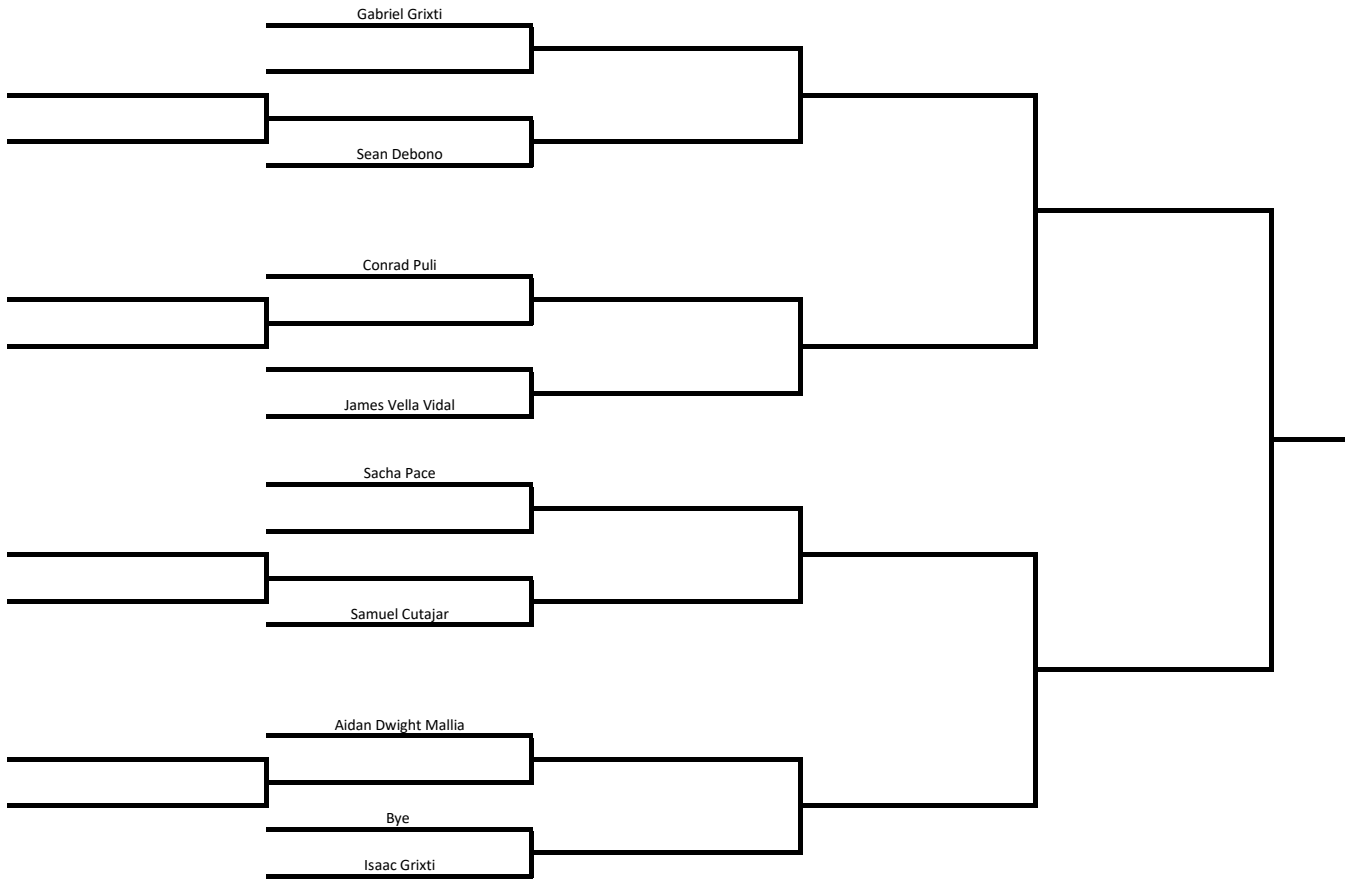 Gabriel Grixti
Sean Debono
Conrad Puli
James Vella Vidal
Sacha Pace
Samuel Cutajar
Aidan Dwight Mallia
Bye
Isaac Grixti